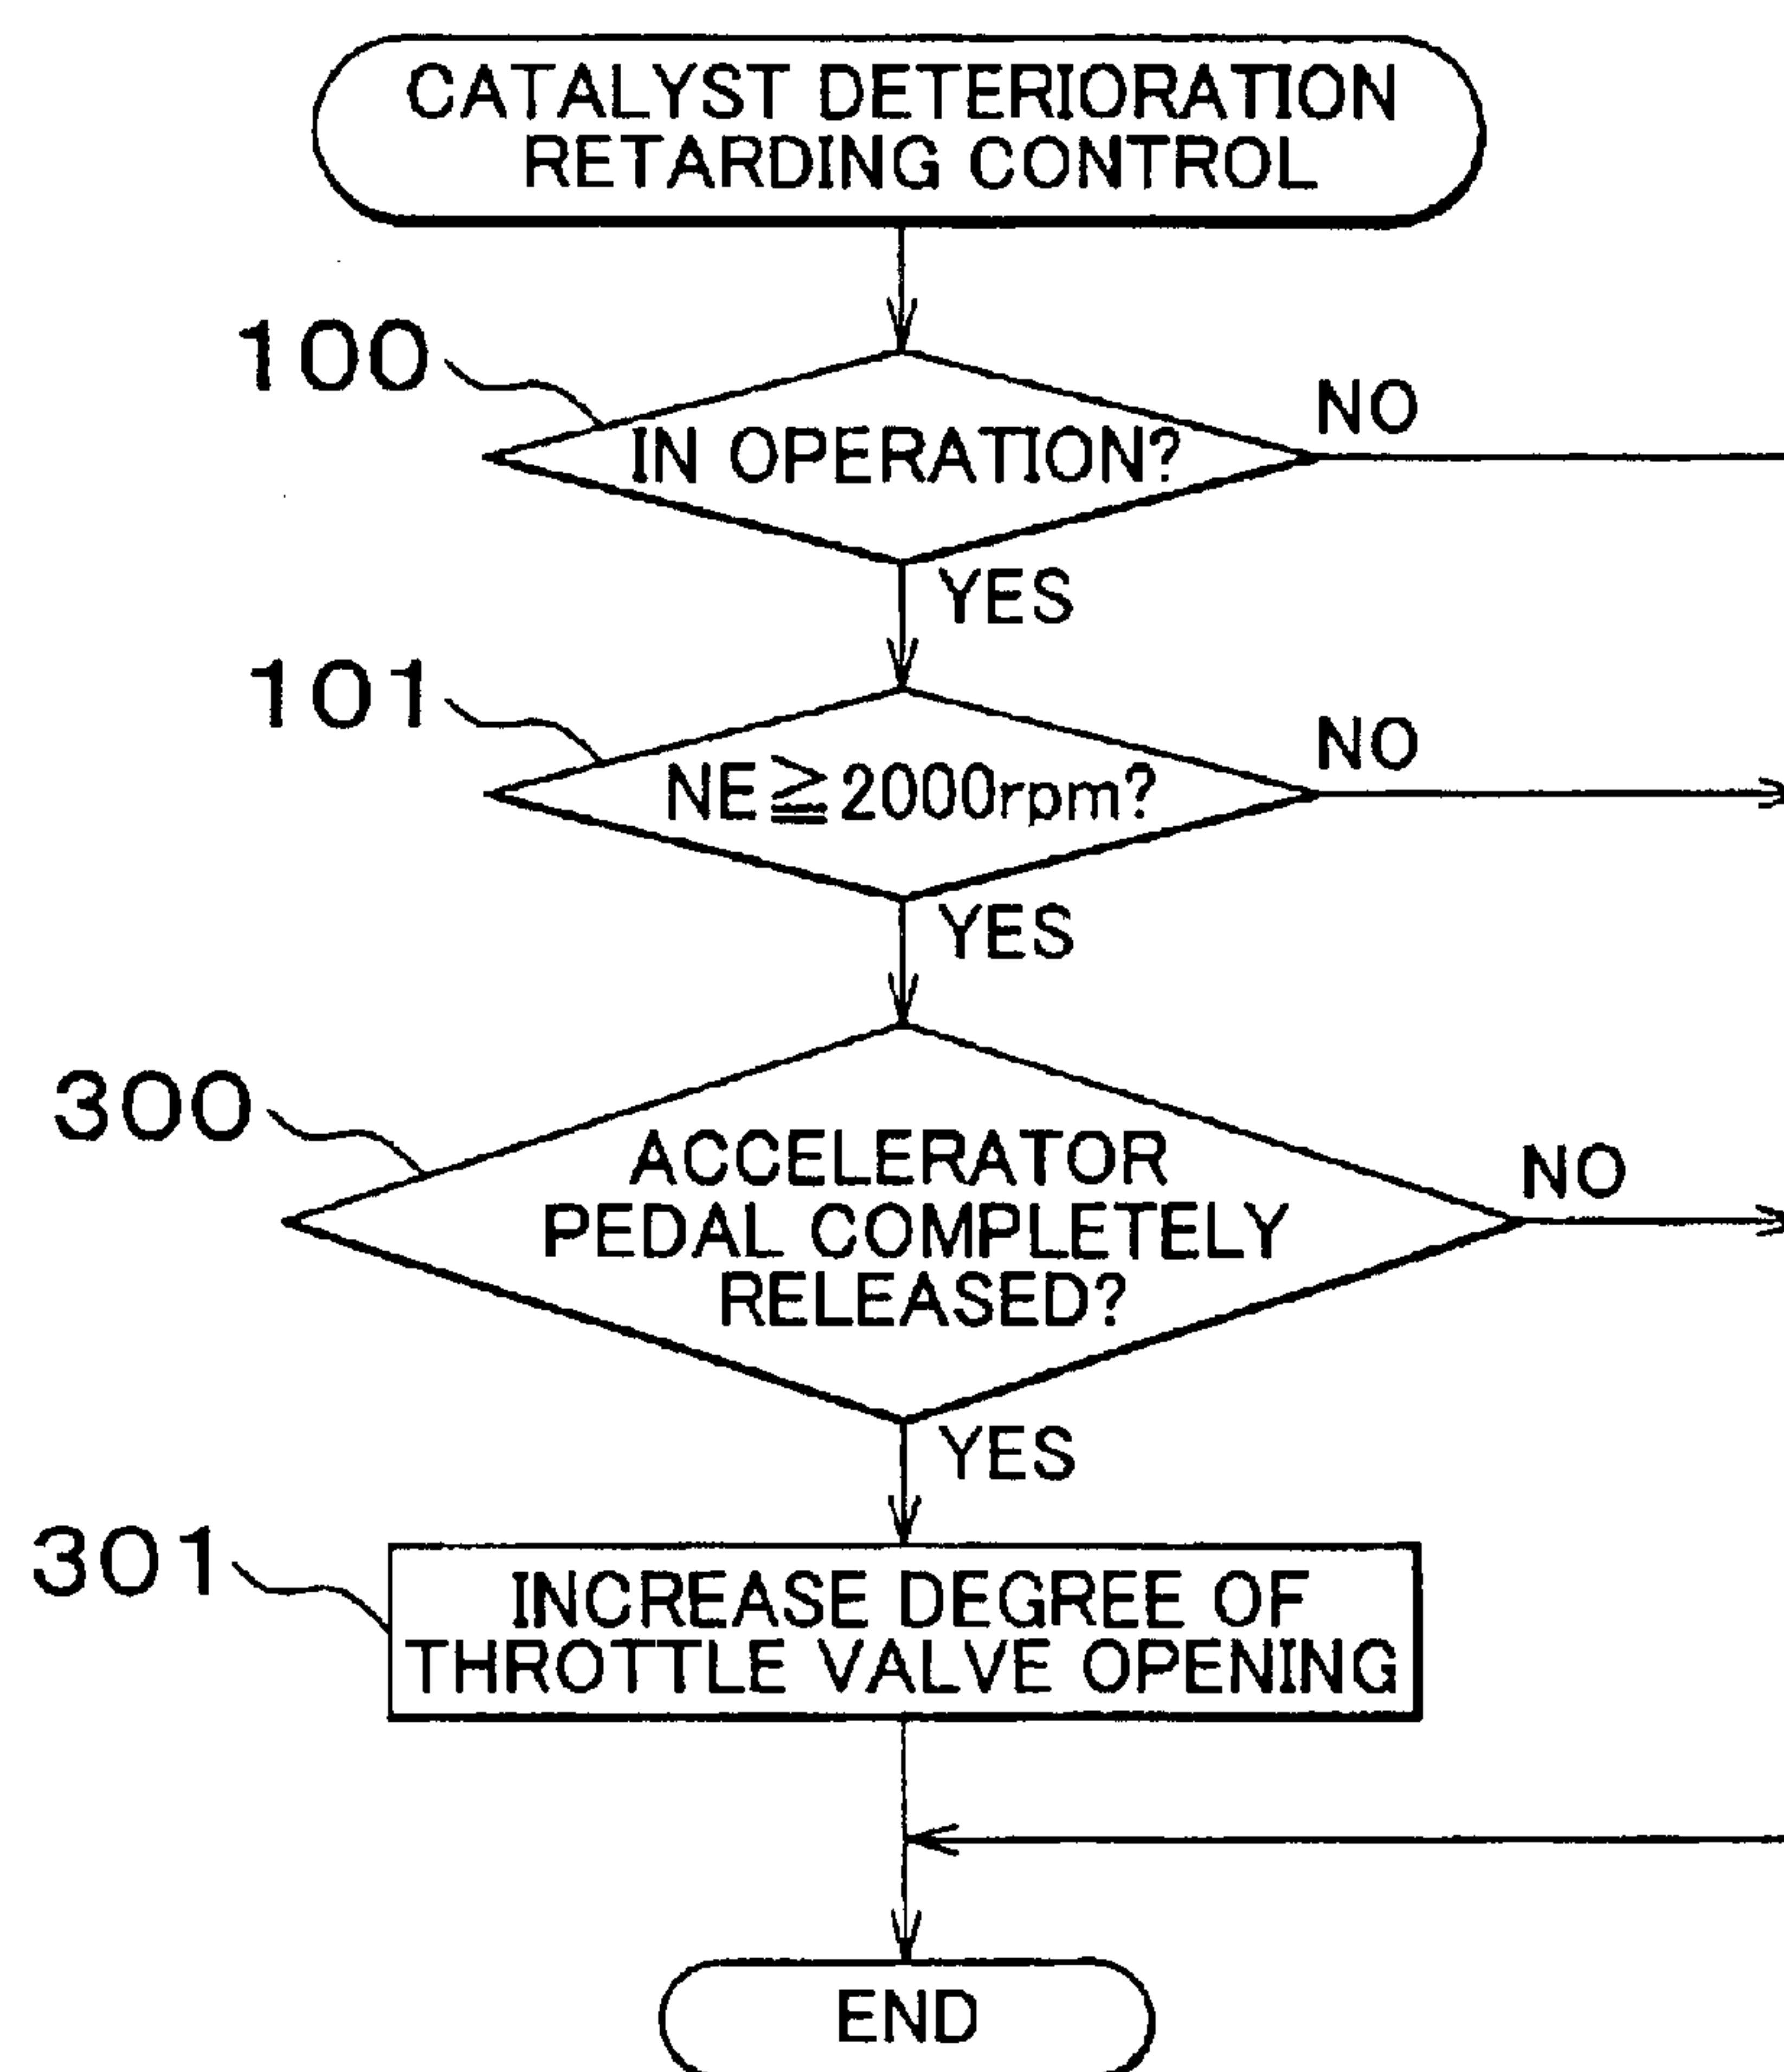 CATALYST DETERIORATION
RETARDING CONTROL
100
IN OPERATION?
NO
YES
101
NE≧2000rpm?
NO
YES
300
ACCELERATOR
PEDAL COMPLETELY
RELEASED?
NO
YES
301
INCREASE DEGREE OF
THROTTLE VALVE OPENING
END